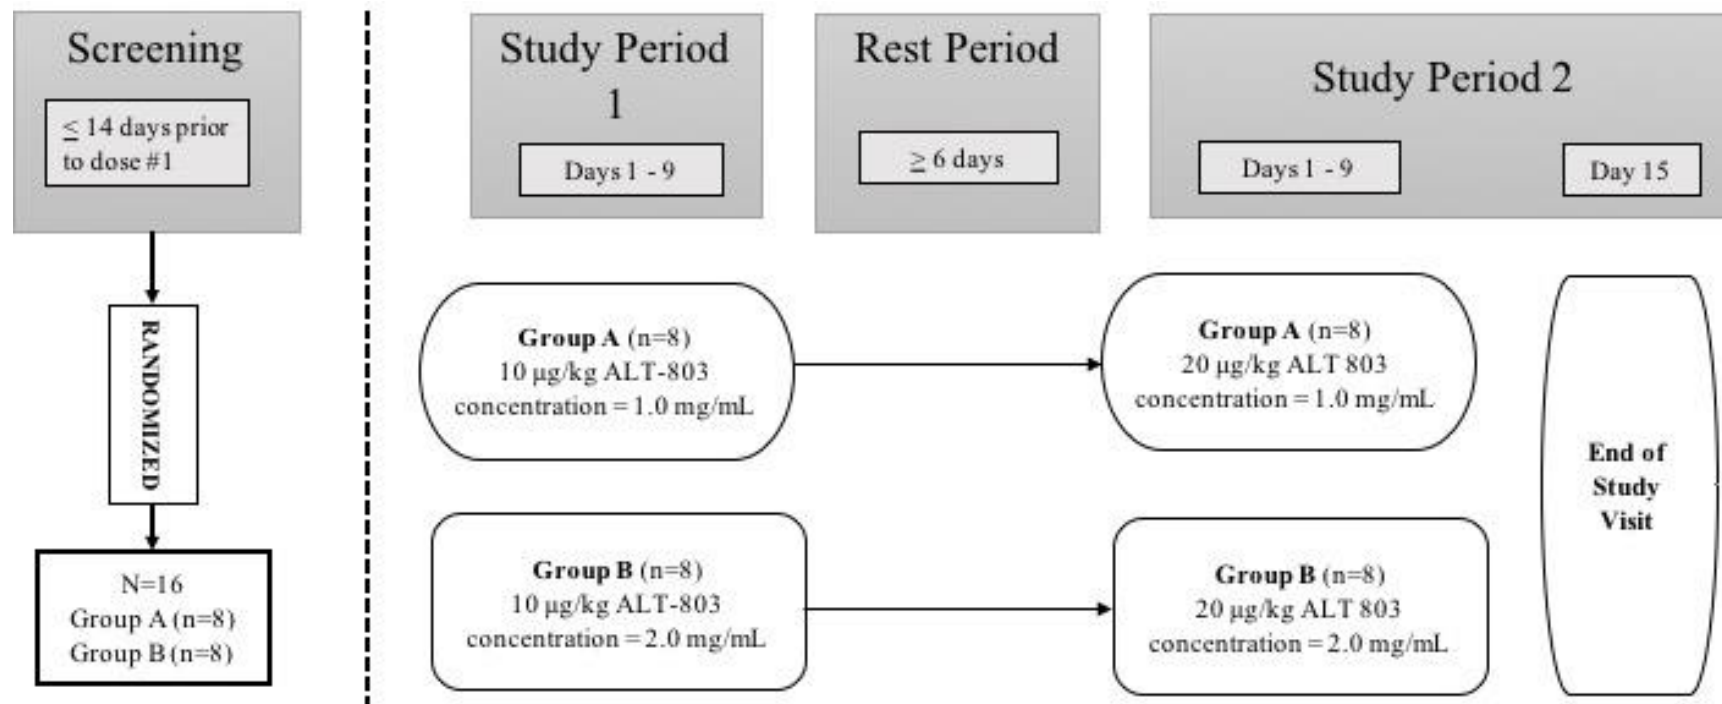 Screening
≤ 14 days prior
to dose #1
RANDOMIZED
N=16
Group A (n=8)
Group B (n=8)
Study Period
1
Days 1 - 9
Rest Period
≥ 6 days
Study Period 2
Days 1 - 9
Day 15
Group A (n=8)
10 µg/kg ALT-803
concentration = 1.0 mg/mL
Group A (n=8)
20 µg/kg ALT 803
concentration = 1.0 mg/mL
Group B (n=8)
10 µg/kg ALT-803
concentration = 2.0 mg/mL
Group B (n=8)
20 µg/kg ALT 803
concentration = 2.0 mg/mL
End of
Study
Visit